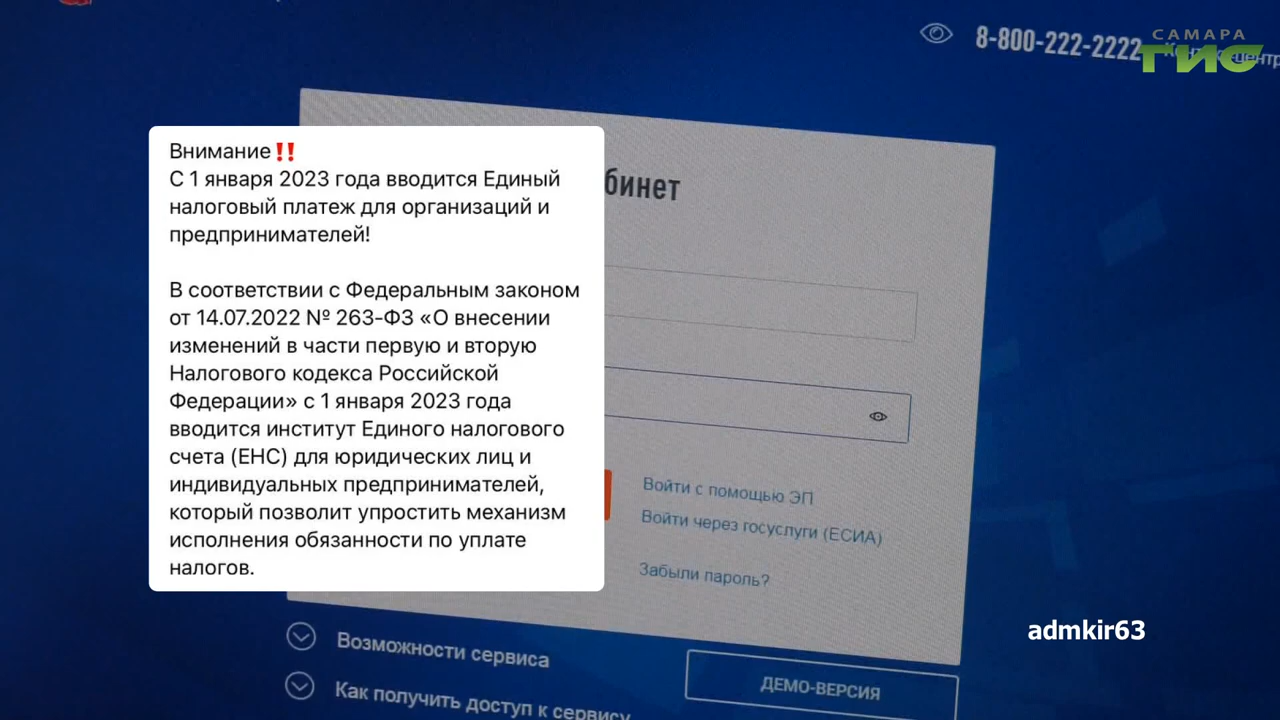 8-800-222-2222
САМАРА
ГИС
бинет
Внимание‼️
С 1 января 2023 года вводится Единый
налоговый платеж для организаций и
предпринимателей!
В соответствии с Федеральным законом
от 14.07.2022 № 263-ФЗ «О внесении
изменений в части первую и вторую
Налогового кодекса Российской
Федерации» с 1 января 2023 года
вводится институт Единого налогового
счета (ЕНС) для юридических лиц и
индивидуальных предпринимателей,
который позволит упростить механизм
исполнения обязанности по уплате
налогов.
Войти с помощью ЭП
Войти через госуслуги (ЕСИА)
Забыли пароль?
admkir63
Возможности сервиса
Как получить доступ к сервису
ДЕМО-ВЕРСИЯ